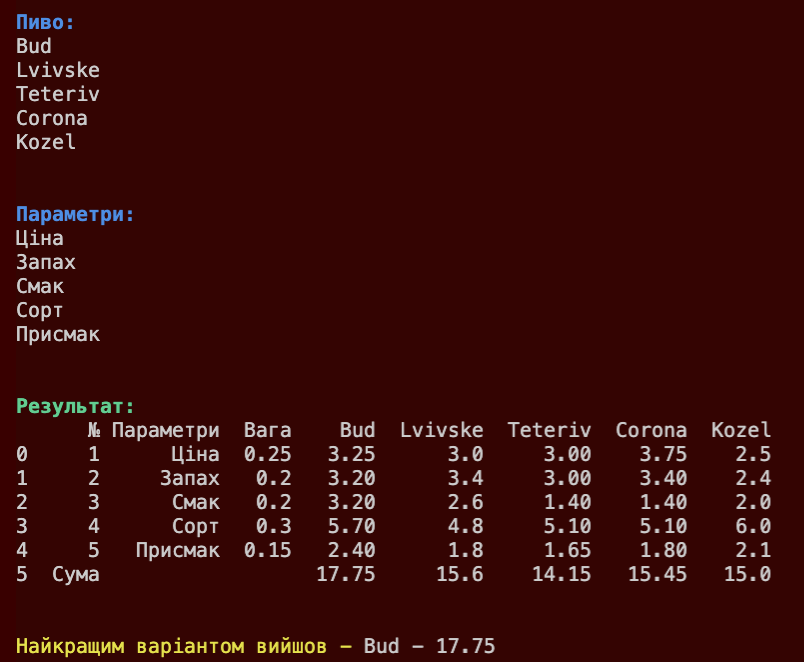 Пиво:
Bud
Lvivske
Teteriv
Corona
Kozel
Параметри:
Ціна
Запах
Смак
Сорт
Присмак
Результат:
№ Параметри Вага Bud Lvivske Teteriv Corona Kozel
0 1 Ціна 0.25 3.25 3.0 3.00 3.75 2.5
1 2 Запах 0.2 3.20 3.4 3.00 3.40 2.4
2 3 Смак 0.2 3.20 2.6 1.40 1.40 2.0
3 4 Сорт 0.3 5.70 4.8 5.10 5.10 6.0
4 5 Присмак 0.15 2.40 1.8 1.65 1.80 2.1
5 Сума 17.75 15.6 14.15 15.45 15.0
Найкращим варіантом вийшов – Bud – 17.75